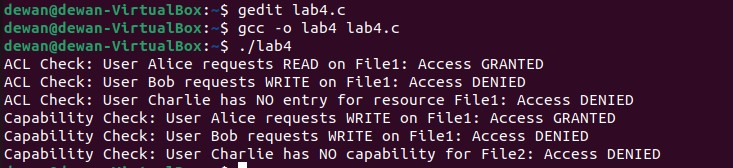 dewan@dewan-VirtualBox:~$ gedit lab4.c
dewan@dewan-VirtualBox:~$ gcc -o lab4 lab4.c
dewan@dewan-VirtualBox:~$ ./lab4
ACL Check: User Alice requests READ on File1: Access GRANTED
ACL Check: User Bob requests WRITE on File1: Access DENIED
ACL Check: User Charlie has NO entry for resource File1: Access DENIED
Capability Check: User Alice requests WRITE on File1: Access GRANTED
Capability Check: User Bob requests WRITE on File1: Access DENIED
Capability Check: User Charlie has NO capability for File2: Access DENIED